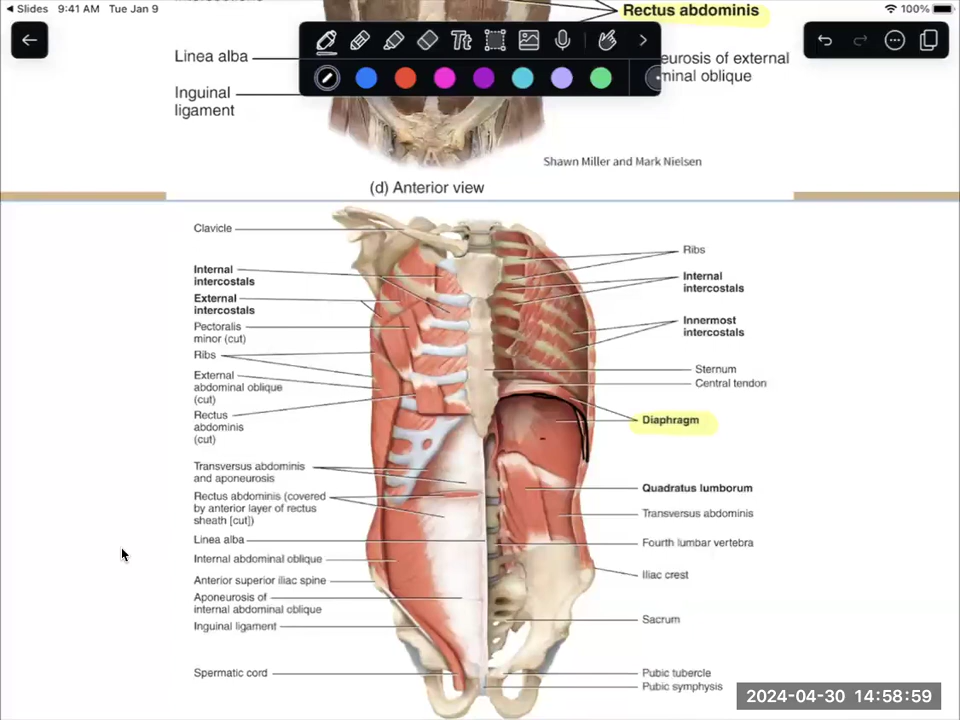 Slides 9:41 AM Tue Jan 9 100%
Rectus abdominis
Tt
Linea alba
eurosis of external
minal oblique
Inguinal
ligament
Shawn Miller and Mark Nielsen
(d) Anterior view
Clavicle
Internal
intercostals
External
intercostals
Pectoralis
minor (cut)
Ribs
External
abdominal oblique
(cut)
Rectus
abdominis
(cut)
Transversus abdominis
and aponeurosis
Rectus abdominis (covered
by anterior layer of rectus
sheath [cut])
Linea alba
Internal abdominal oblique
Anterior superior iliac spine
Aponeurosis of
internal abdominal oblique
Inguinal ligament
Spermatic cord
Ribs
Internal
intercostals
Innermost
intercostals
Sternum
Central tendon
Diaphragm
Quadratus lumborum
Transversus abdominis
Fourth lumbar vertebra
Iliac crest
Sacrum
Pubic tubercle
Pubic symphysis
2024-04-30 14:58:59